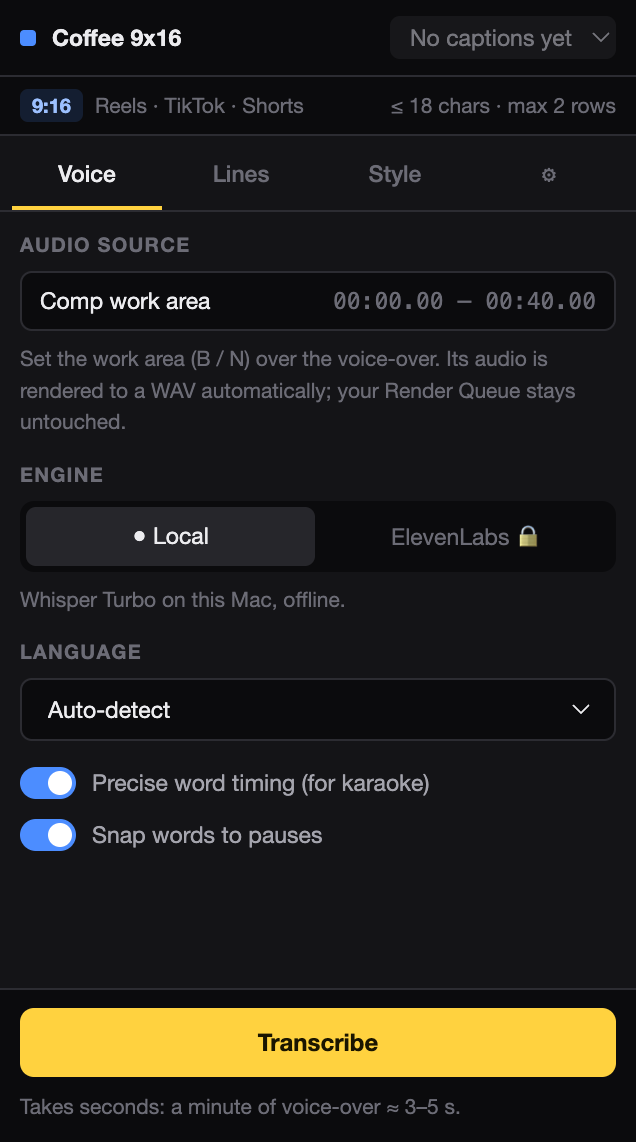 Coffee 9x16
No captions yet
9:16 Reels · TikTok · Shorts
≤ 18 chars · max 2 rows
Voice Lines Style ⚙
AUDIO SOURCE
Comp work area 00:00.00 – 00:40.00
Set the work area (B / N) over the voice-over. Its audio is
rendered to a WAV automatically; your Render Queue stays
untouched.
ENGINE
● Local ElevenLabs 🔒
Whisper Turbo on this Mac, offline.
LANGUAGE
Auto-detect
Precise word timing (for karaoke)
Snap words to pauses
Transcribe
Takes seconds: a minute of voice-over ≈ 3–5 s.